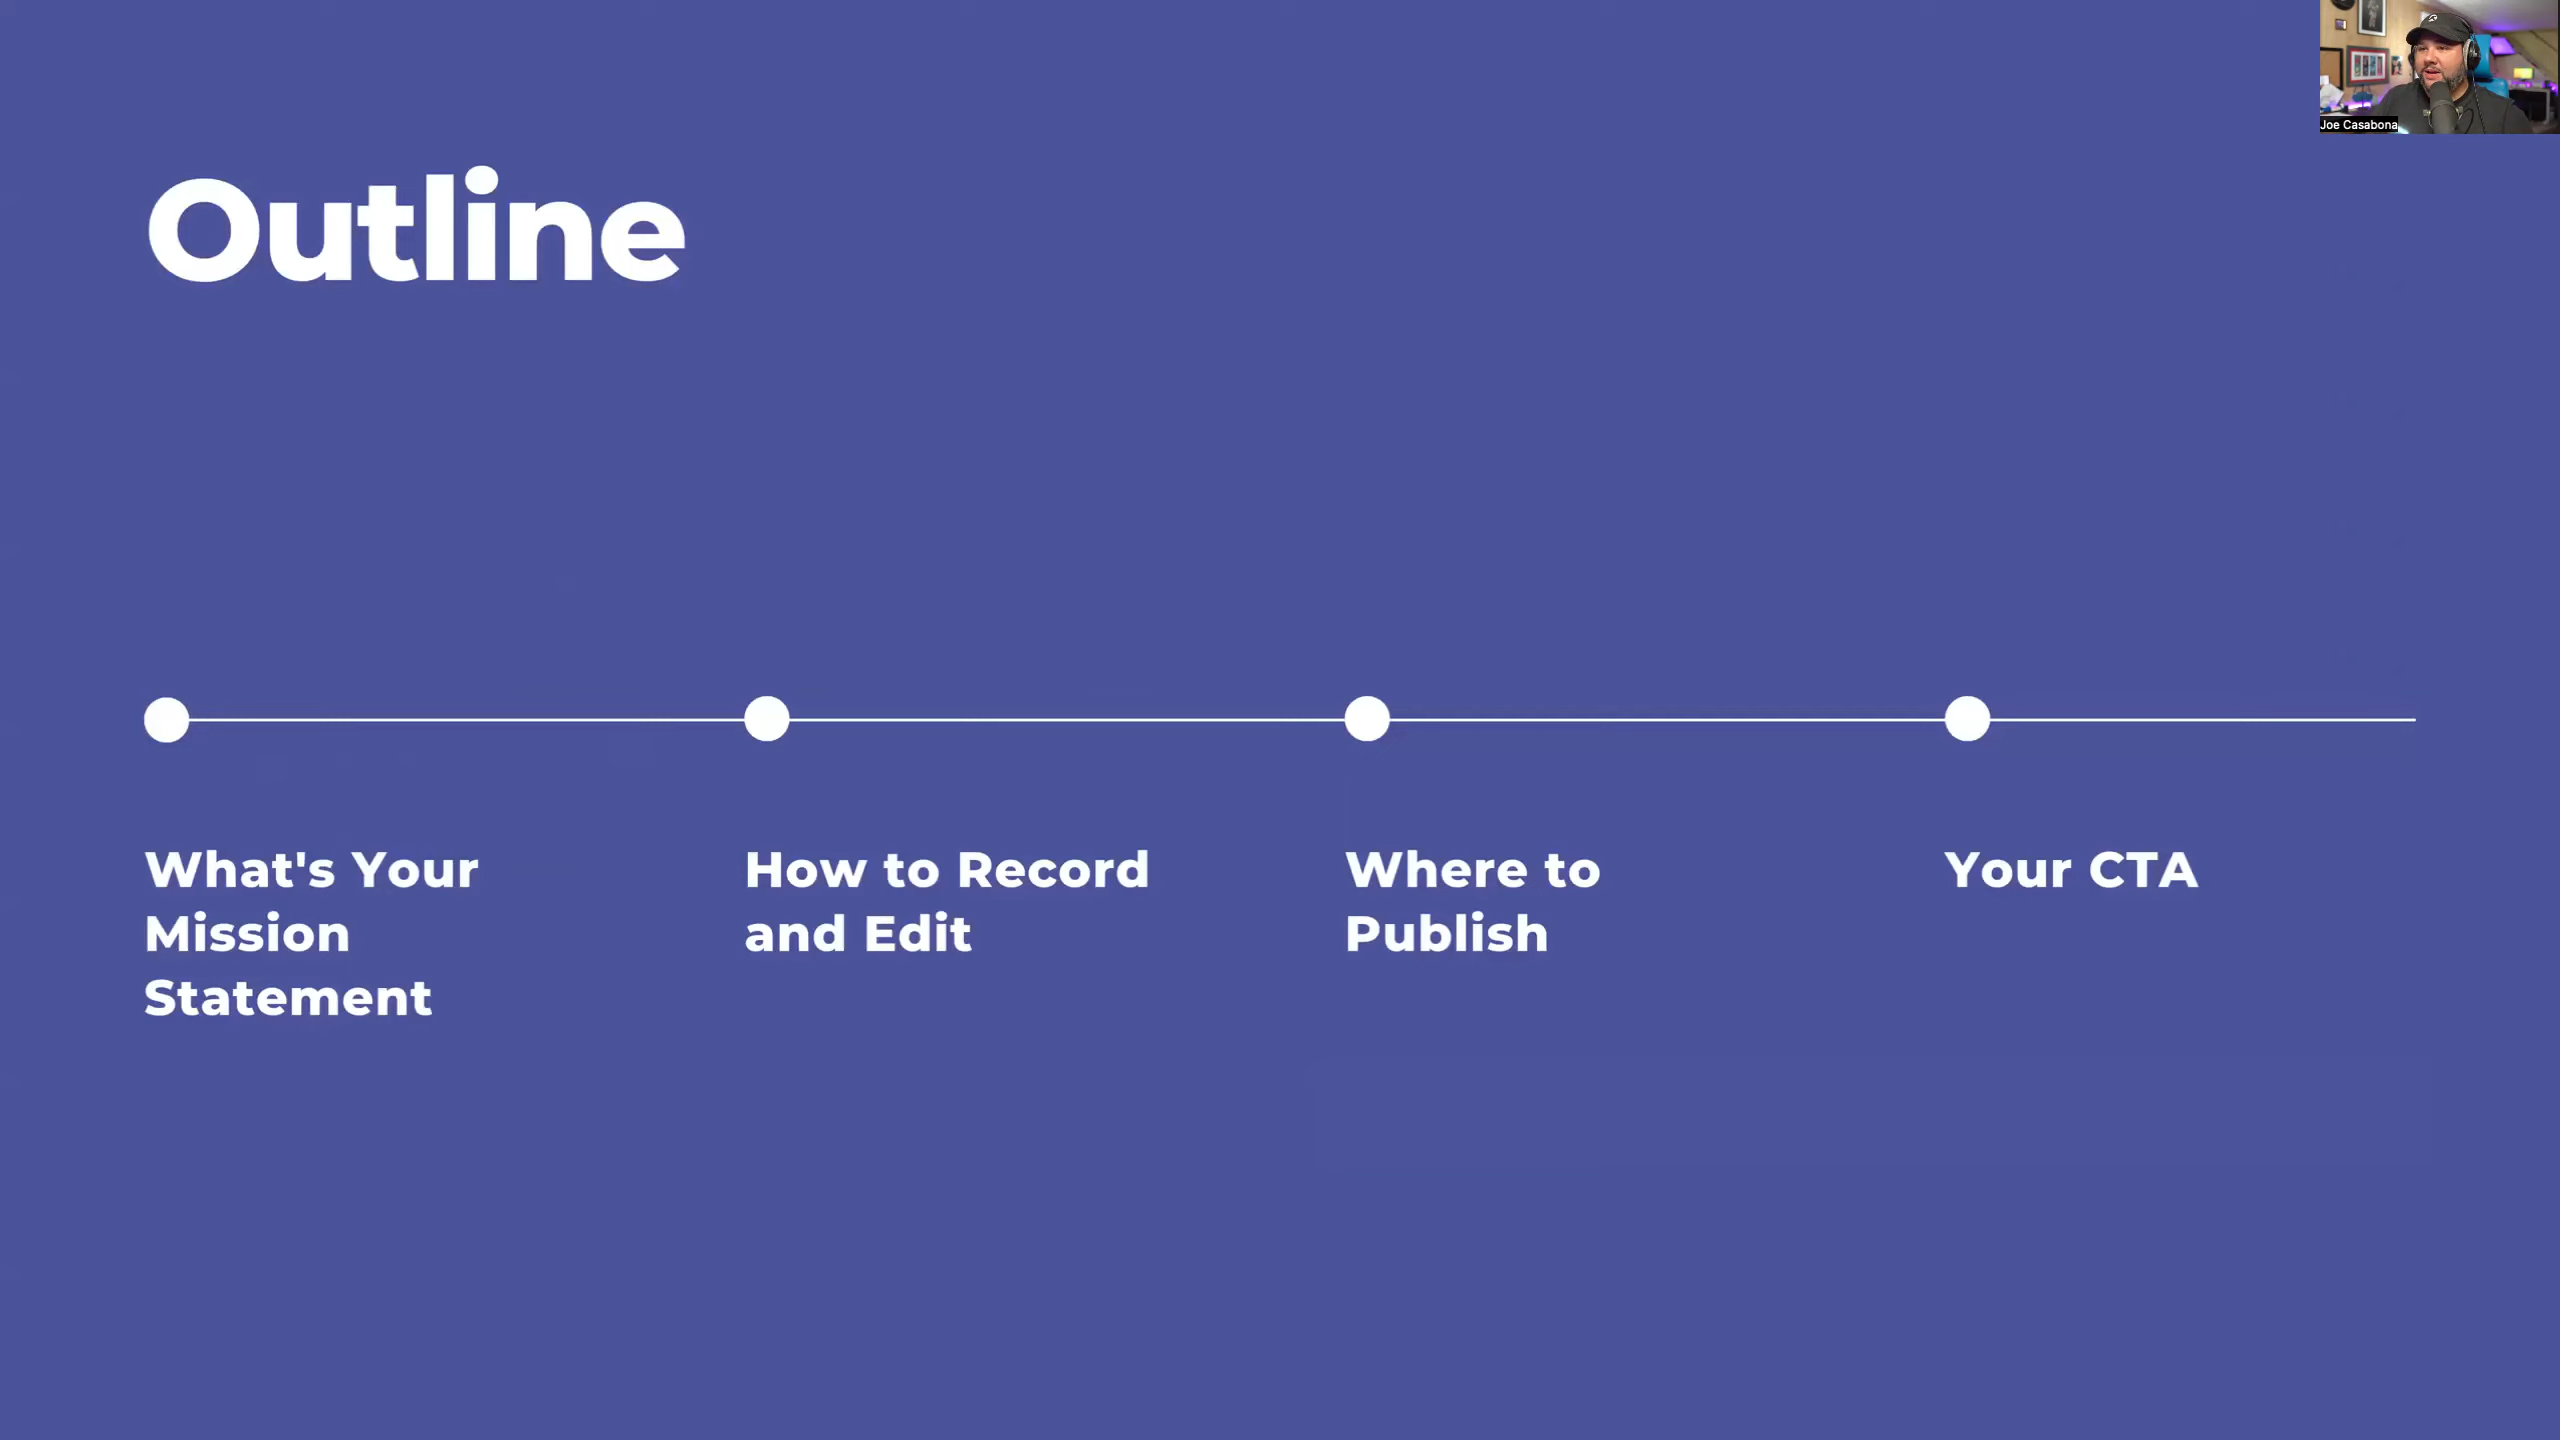 Joe Casabona
Outline
What's Your
Mission
Statement
How to Record
and Edit
Where to
Publish
Your CTA